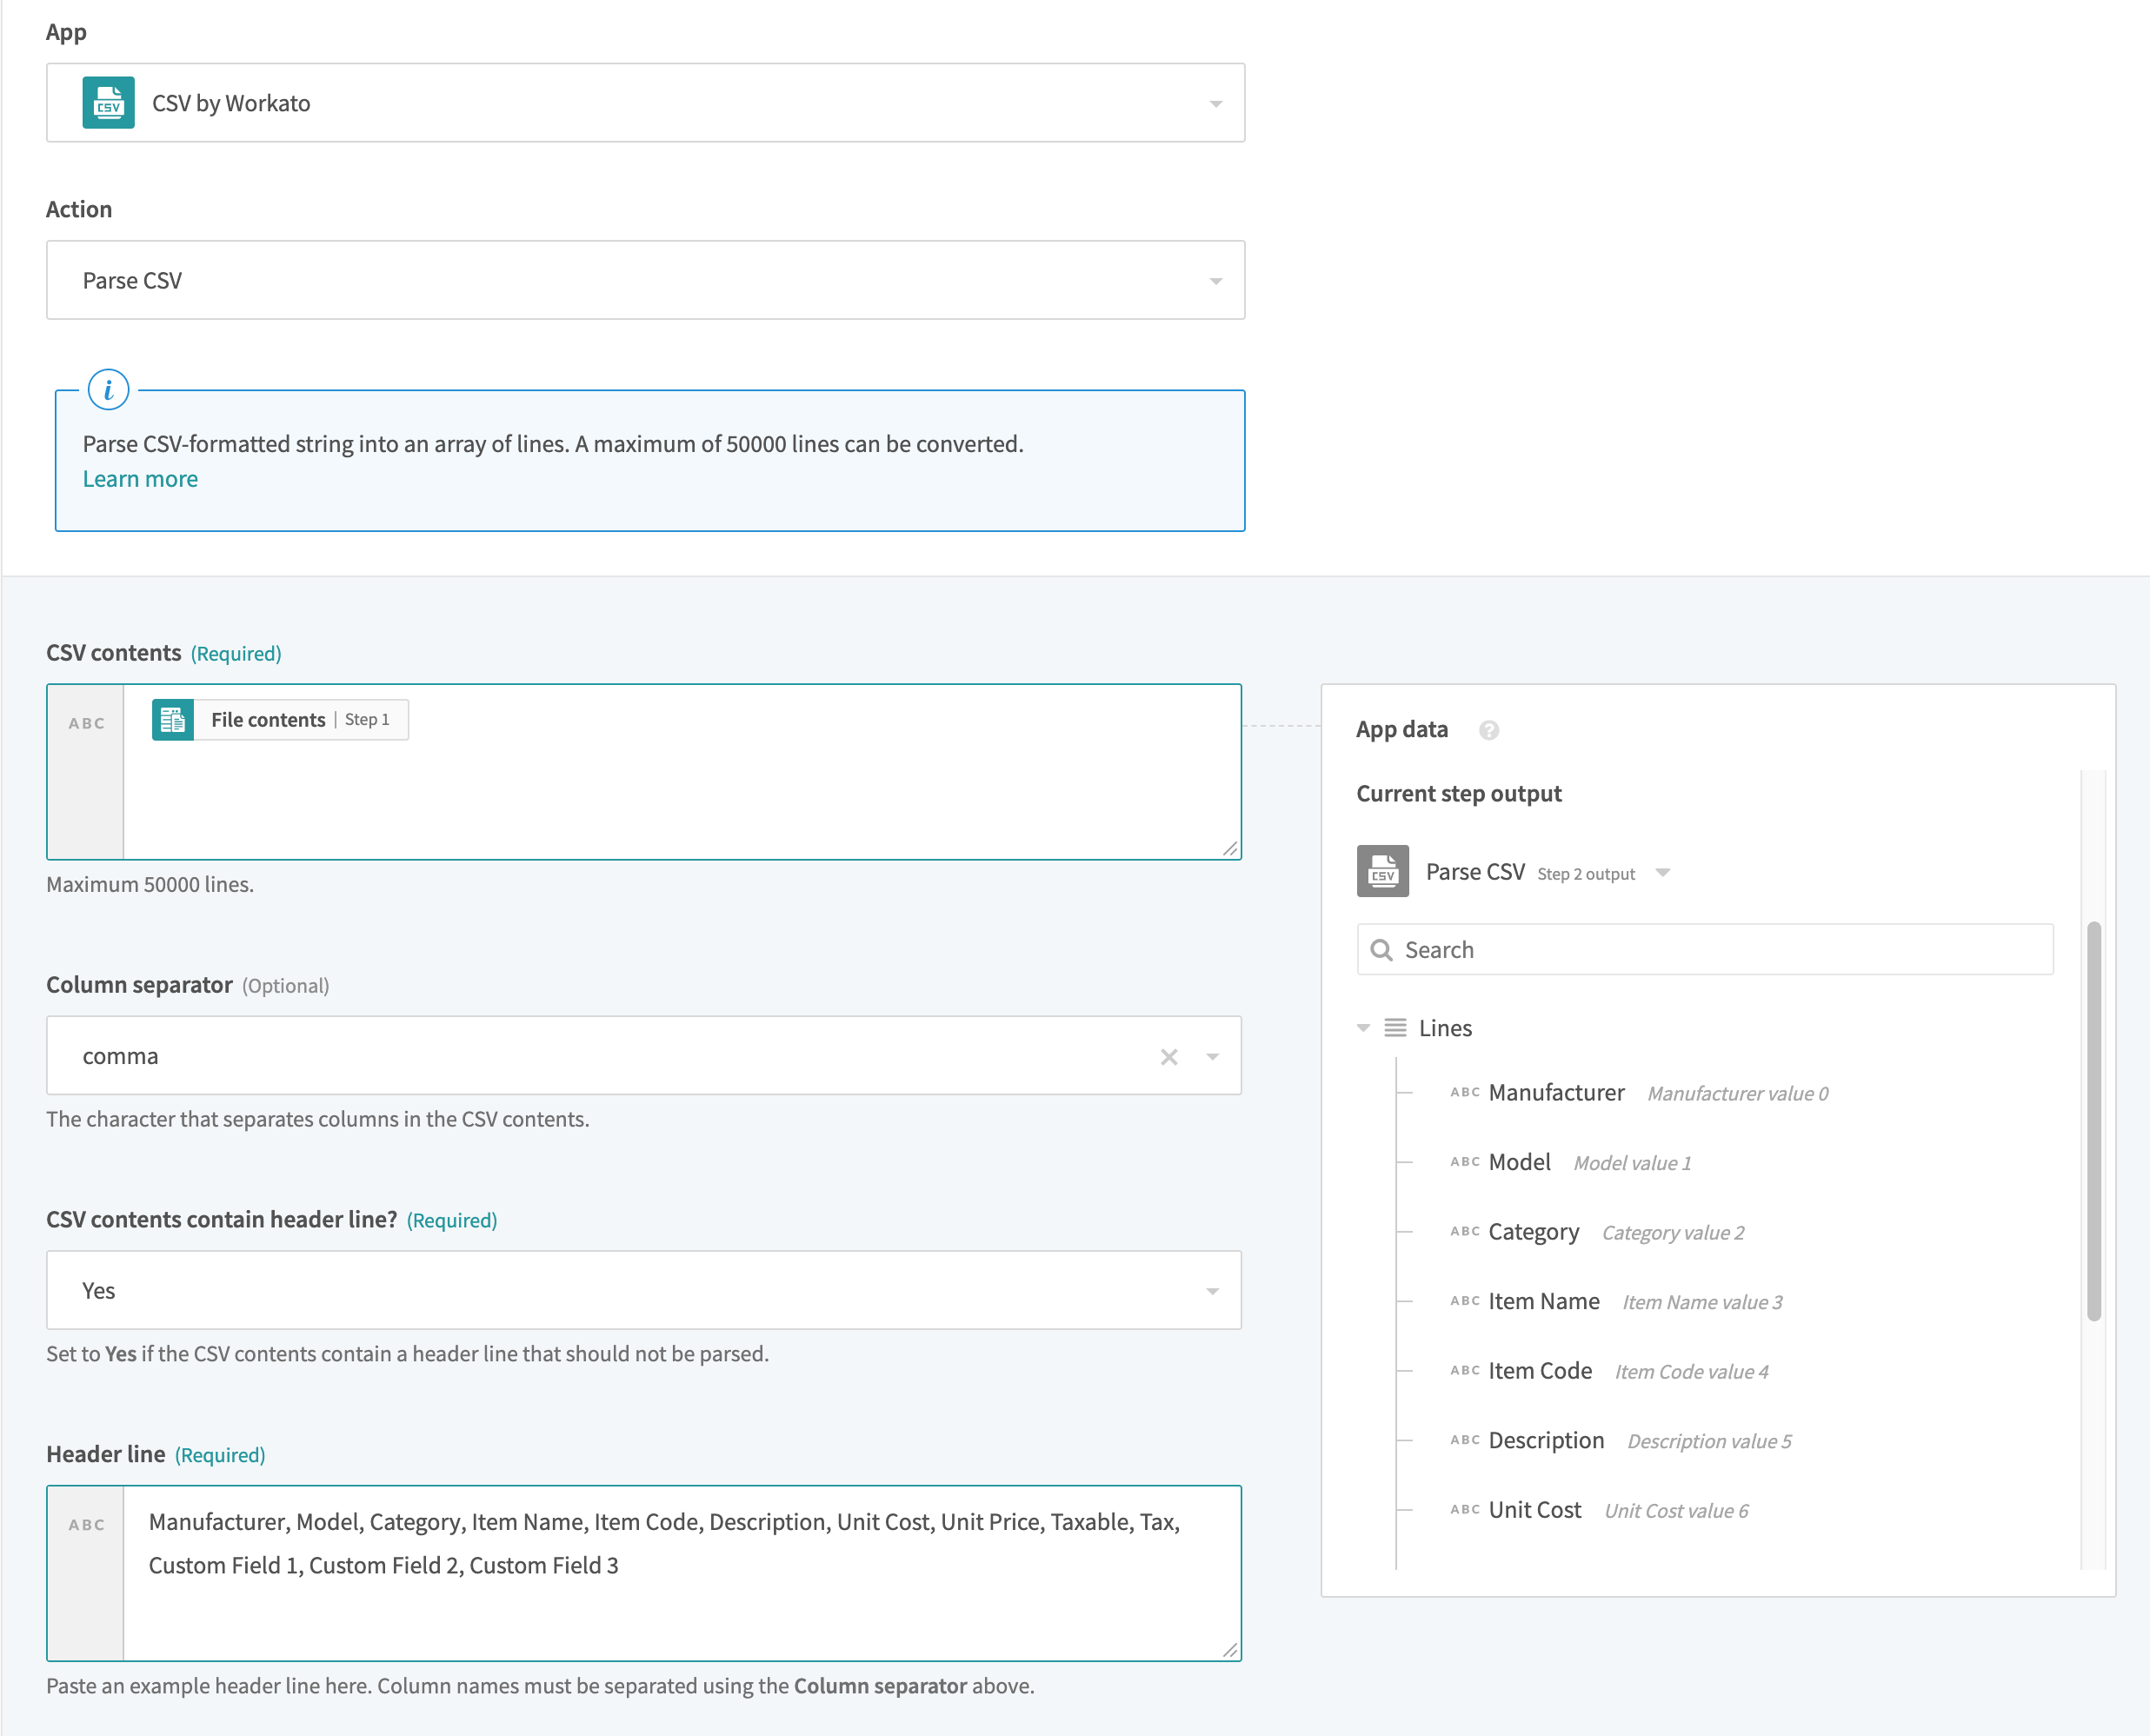 App
CSV
CSV by Workato
Action
Parse CSV
i
Parse CSV-formatted string into an array of lines. A maximum of 50000 lines can be converted.
Learn more
CSV contents (Required)
ABC
File contents | Step 1
Maximum 50000 lines.
Column separator (Optional)
comma
The character that separates columns in the CSV contents.
CSV contents contain header line? (Required)
Yes
Set to Yes if the CSV contents contain a header line that should not be parsed.
Header line (Required)
ABC
Manufacturer, Model, Category, Item Name, Item Code, Description, Unit Cost, Unit Price, Taxable, Tax,
Custom Field 1, Custom Field 2, Custom Field 3
Paste an example header line here. Column names must be separated using the Column separator above.
App data ?
Current step output
CSV
Parse CSV Step 2 output
Search
Lines
ABC Manufacturer Manufacturer value 0
ABC Model Model value 1
ABC Category Category value 2
ABC Item Name Item Name value 3
ABC Item Code Item Code value 4
ABC Description Description value 5
ABC Unit Cost Unit Cost value 6